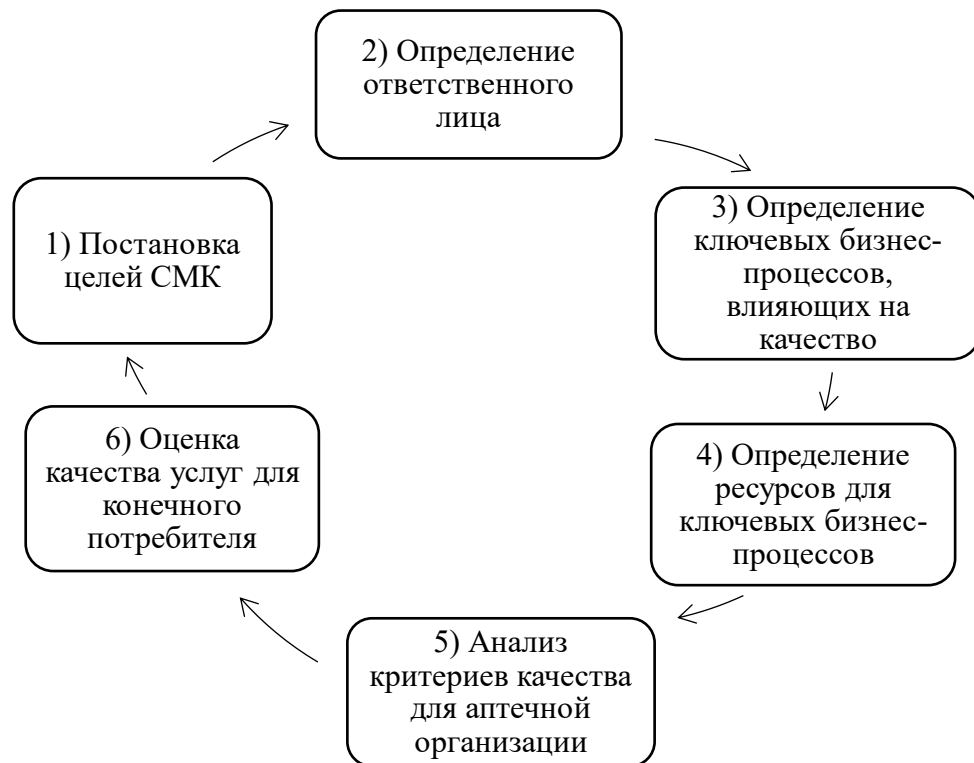 2) Определение
ответственного
лица
3) Определение
ключевых бизнес-
процессов,
влияющих на
качество
4) Определение
ресурсов для
ключевых бизнес-
процессов
5) Анализ
критериев качества
для аптечной
организации
6) Оценка
качества услуг для
конечного
потребителя
1) Постановка
целей СМК